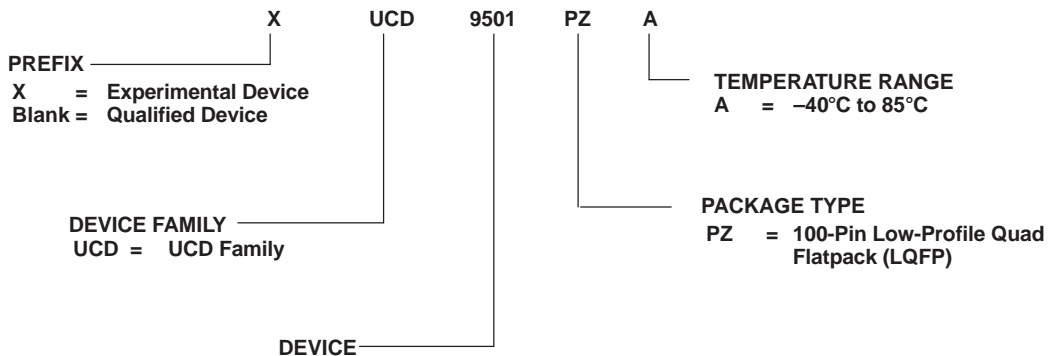 X UCD 9501 PZ A
PREFIX
X = Experimental Device
Blank = Qualified Device
TEMPERATURE RANGE
A = −40°C to 85°C
DEVICE FAMILY
UCD = UCD Family
PACKAGE TYPE
PZ = 100-Pin Low-Profile Quad
Flatpack (LQFP)
DEVICE